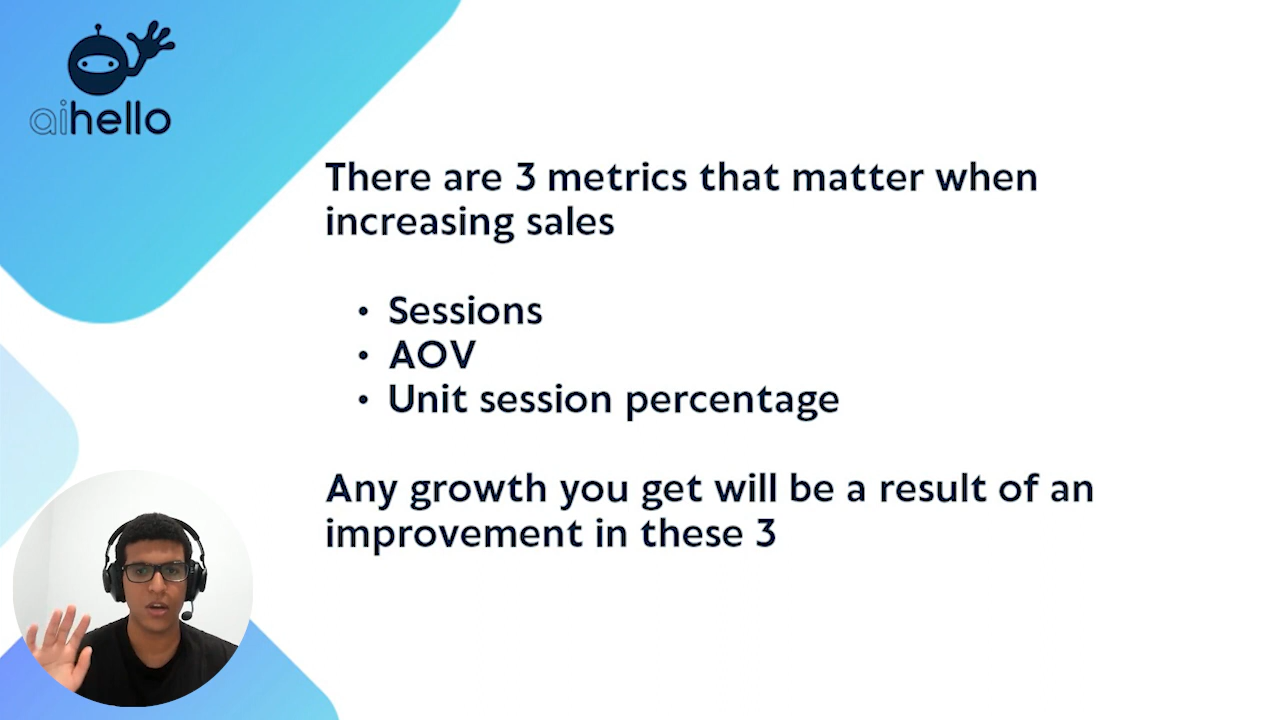 aihello
There are 3 metrics that matter when
increasing sales
• Sessions
• AOV
• Unit session percentage
Any growth you get will be a result of an
improvement in these 3